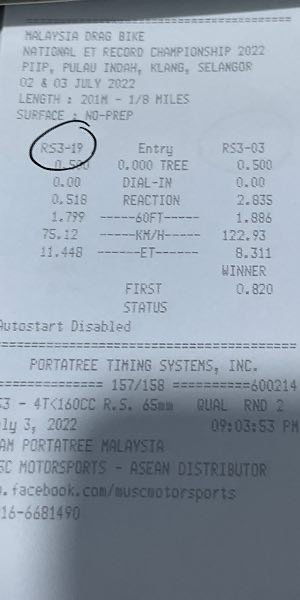 MALAYSIA DRAG BIKE
NATIONAL ET RECORD CHAMPIONSHIP 2022
PIIP, PULAU INDAH, KLANG, SELANGOR
02 & 03 JULY 2022
LENGTH : 201M - 1/8 MILES
SURFACE : NO-PREP
RS3-19 Entry RS3-03
0.500 0.000 TREE 0.500
0.00 DIAL-IN 0.00
0.518 REACTION 2.835
1.799 -----60FT----- 1.886
75.12 -----KM/H----- 122.93
11.448 ------ET----- 8.311
WINNER
FIRST 0.820
STATUS
Autostart Disabled
PORTATREE TIMING SYSTEMS, INC.
============ 157/158 ==========600214
S3 - 4T<160CC R.S. 65mm QUAL RND 2
ly 3, 2022 09:03:53 PM
AM PORTATREE MALAYSIA
SC MOTORSPORTS - ASEAN DISTRIBUTOR
.facebook.com/muscmotorsports
16-6681490